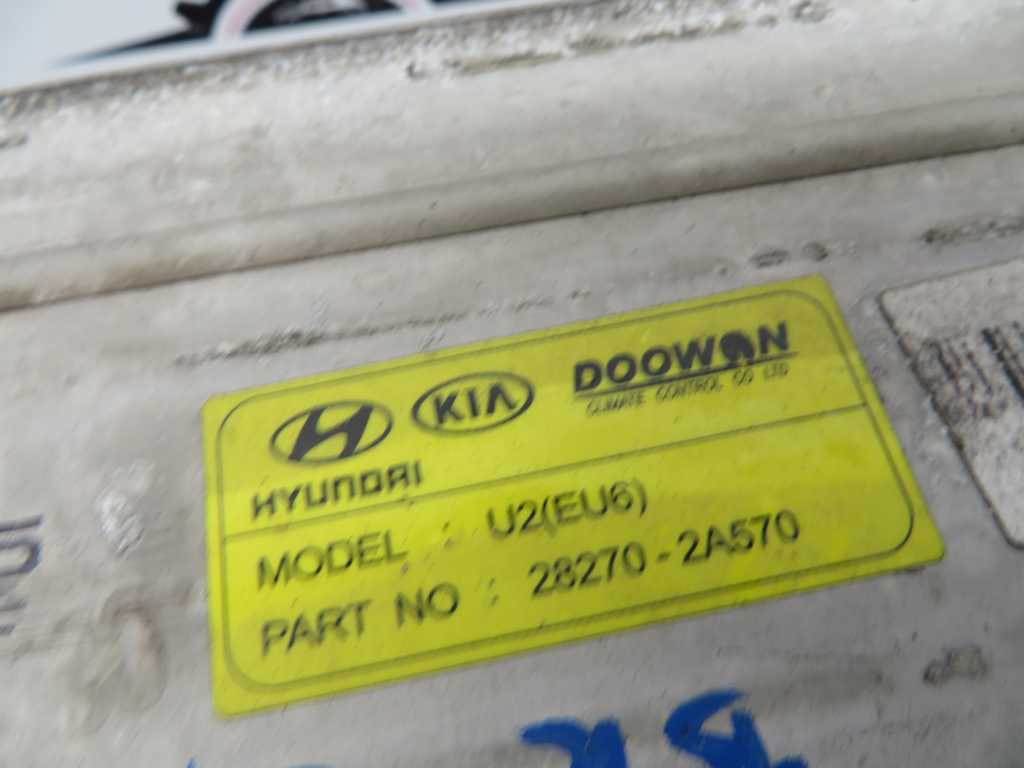 KIA
DOOWON
CLIMATE CONTROL CO LTD
HYUNDAI
MODEL : U2(EU6)
PART NO : 28270-2A570